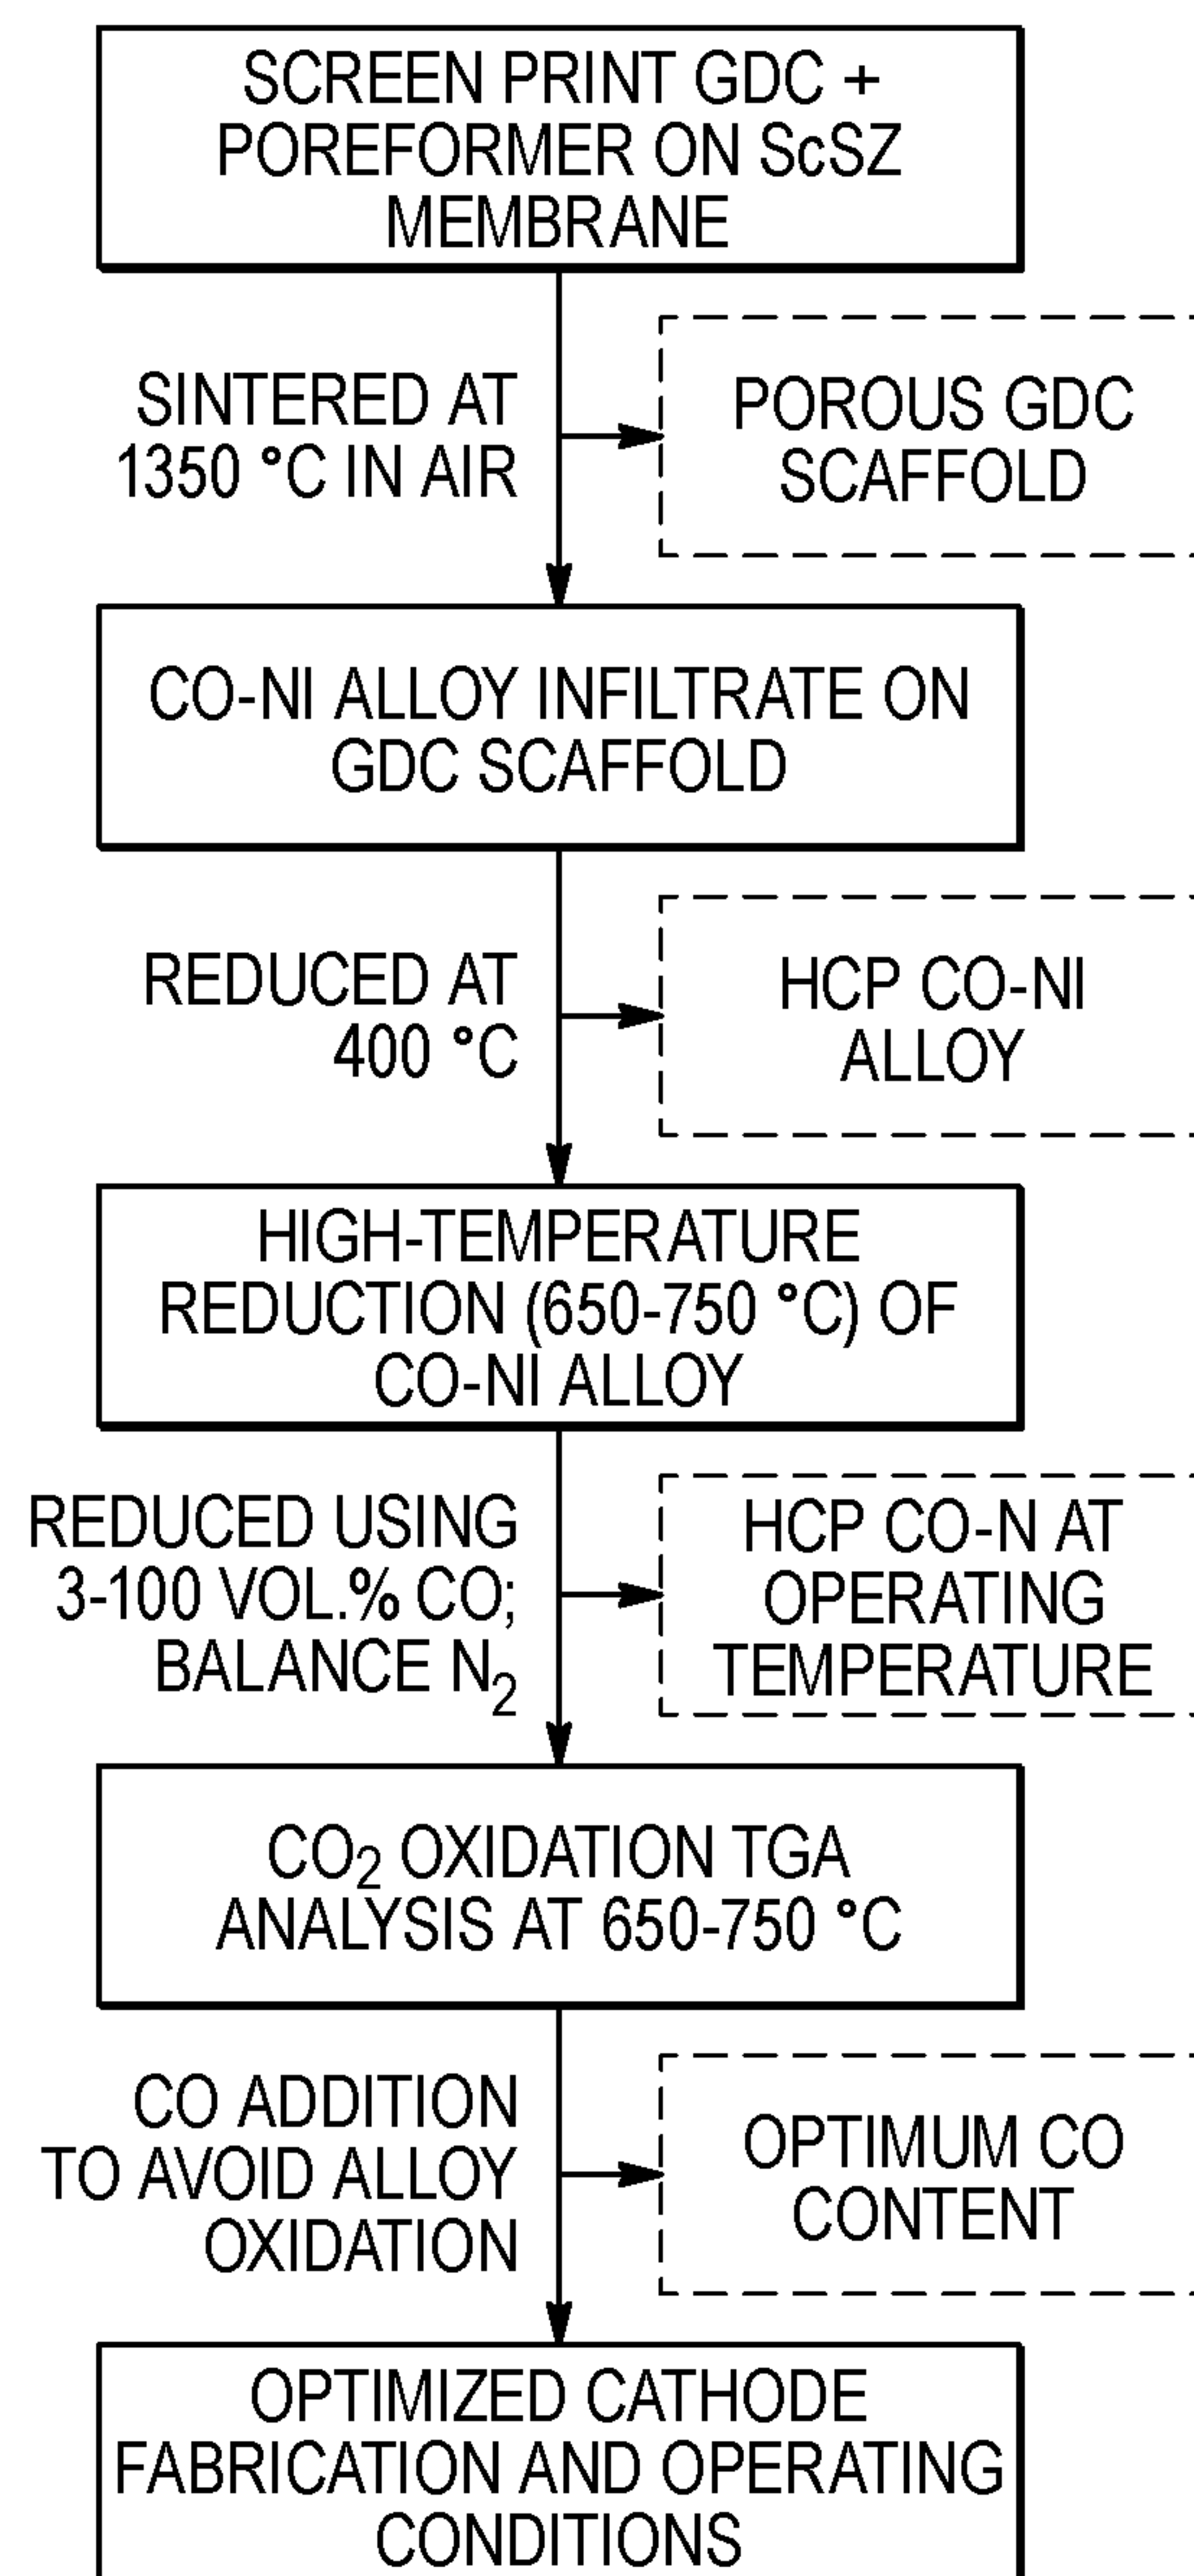 SCREEN PRINT GDC +
POREFORMER ON ScSZ
MEMBRANE
SINTERED AT
1350 °C IN AIR
POROUS GDC
SCAFFOLD
CO-NI ALLOY INFILTRATE ON
GDC SCAFFOLD
REDUCED AT
400 °C
HCP CO-NI
ALLOY
HIGH-TEMPERATURE
REDUCTION (650-750 °C) OF
CO-NI ALLOY
REDUCED USING
3-100 VOL.% CO;
BALANCE N₂
HCP CO-N AT
OPERATING
TEMPERATURE
CO₂ OXIDATION TGA
ANALYSIS AT 650-750 °C
CO ADDITION
TO AVOID ALLOY
OXIDATION
OPTIMUM CO
CONTENT
OPTIMIZED CATHODE
FABRICATION AND OPERATING
CONDITIONS